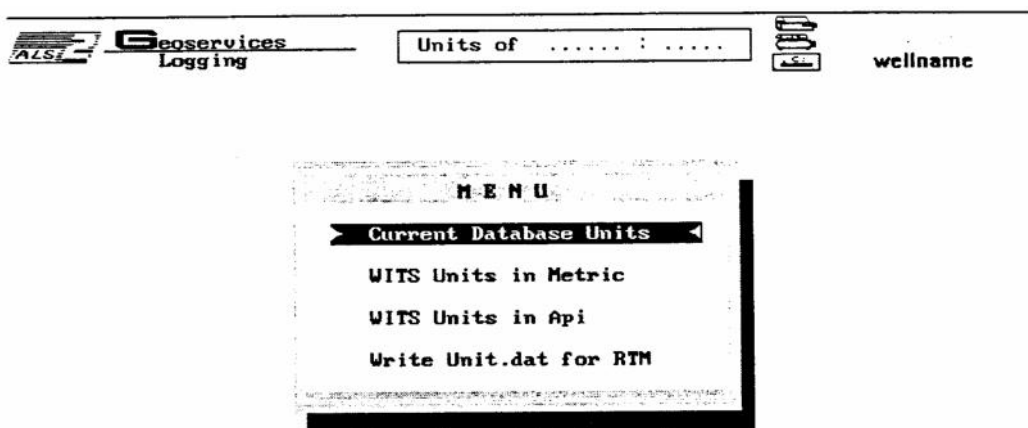 ALS2 Geoservices
Logging
Units of ...... : .....
wellname
MENU
Current Database Units
WITS Units in Metric
WITS Units in Api
Write Unit.dat for RTM